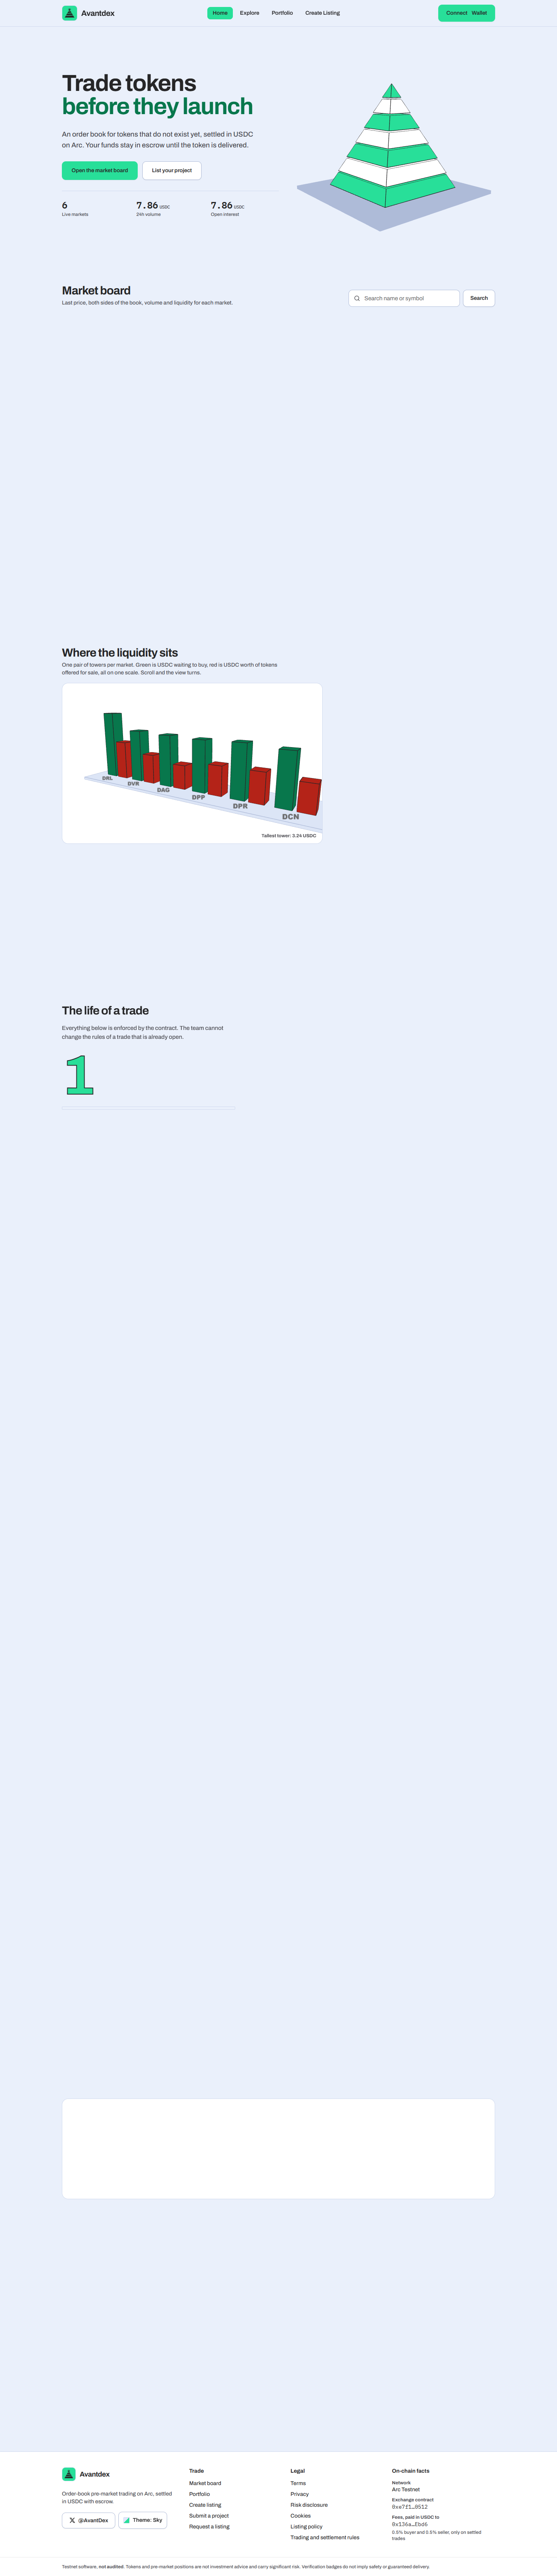 Avantdex
Home
Explore
Portfolio
Create Listing
Connect Wallet
Trade tokens
before they launch
An order book for tokens that do not exist yet, settled in USDC
on Arc. Your funds stay in escrow until the token is delivered.
Open the market board
List your project
6
Live markets
7.86 USDC
24h volume
7.86 USDC
Open interest
Market board
Last price, both sides of the book, volume and liquidity for each market.
Search name or symbol
Search
Where the liquidity sits
One pair of towers per market. Green is USDC waiting to buy, red is USDC worth of tokens
offered for sale, all on one scale. Scroll and the view turns.
DRL
DVR
DAG
DPP
DPR
DCN
Tallest tower: 3.24 USDC
The life of a trade
Everything below is enforced by the contract. The team cannot
change the rules of a trade that is already open.
1
Avantdex
Order-book pre-market trading on Arc, settled
in USDC with escrow.
@AvantDex
Theme: Sky
Trade
Market board
Portfolio
Create listing
Submit a project
Request a listing
Legal
Terms
Privacy
Risk disclosure
Cookies
Listing policy
Trading and settlement rules
On-chain facts
Network
Arc Testnet
Exchange contract
0xe7f1…0512
Fees, paid in USDC to
0x136a…Ebd6
0.5% buyer and 0.5% seller, only on settled
trades
Testnet software, not audited. Tokens and pre-market positions are not investment advice and carry significant risk. Verification badges do not imply safety or guaranteed delivery.